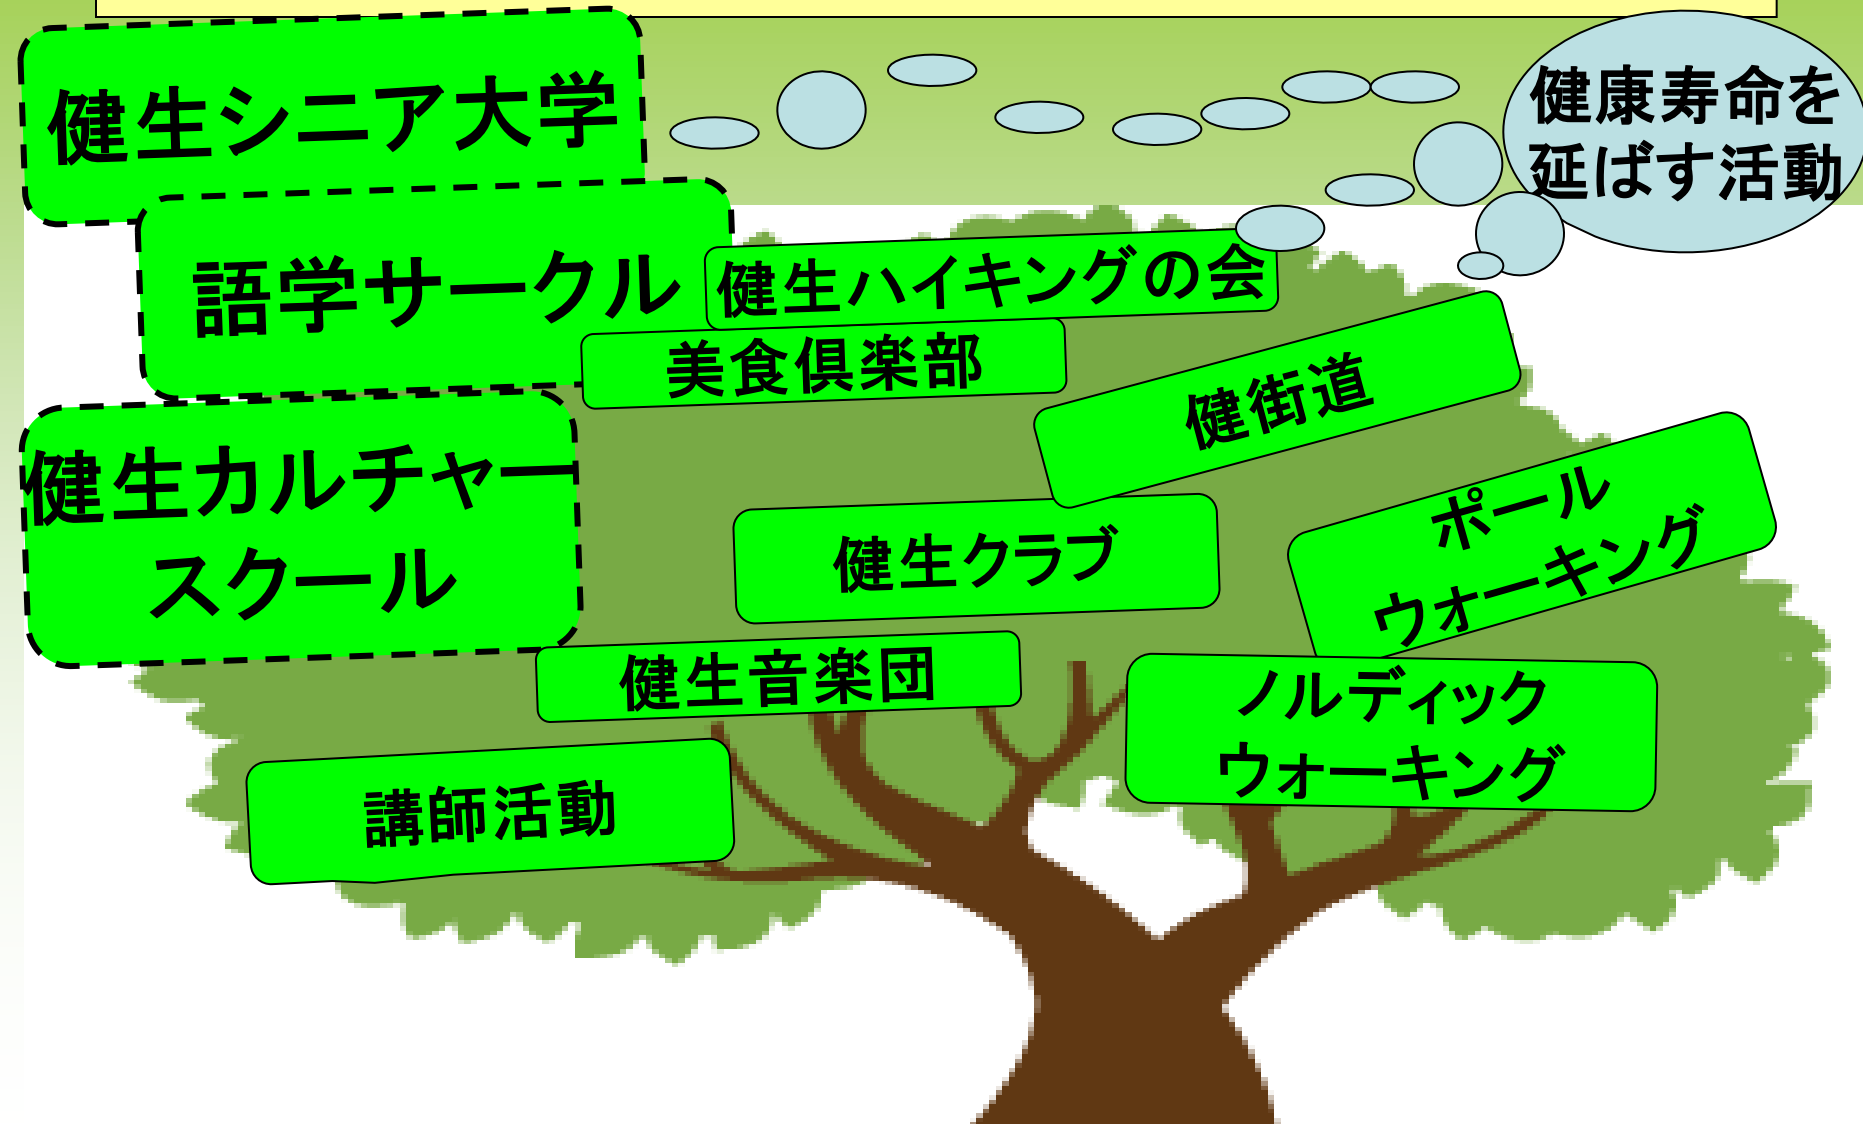 健生シニア大学
健康寿命を
延ばす活動
語学サークル
健生ハイキングの会
美食倶楽部
健街道
健生カルチャー
スクール
健生クラブ
ポール
ウォーキング
健生音楽団
ノルディック
ウォーキング
講師活動